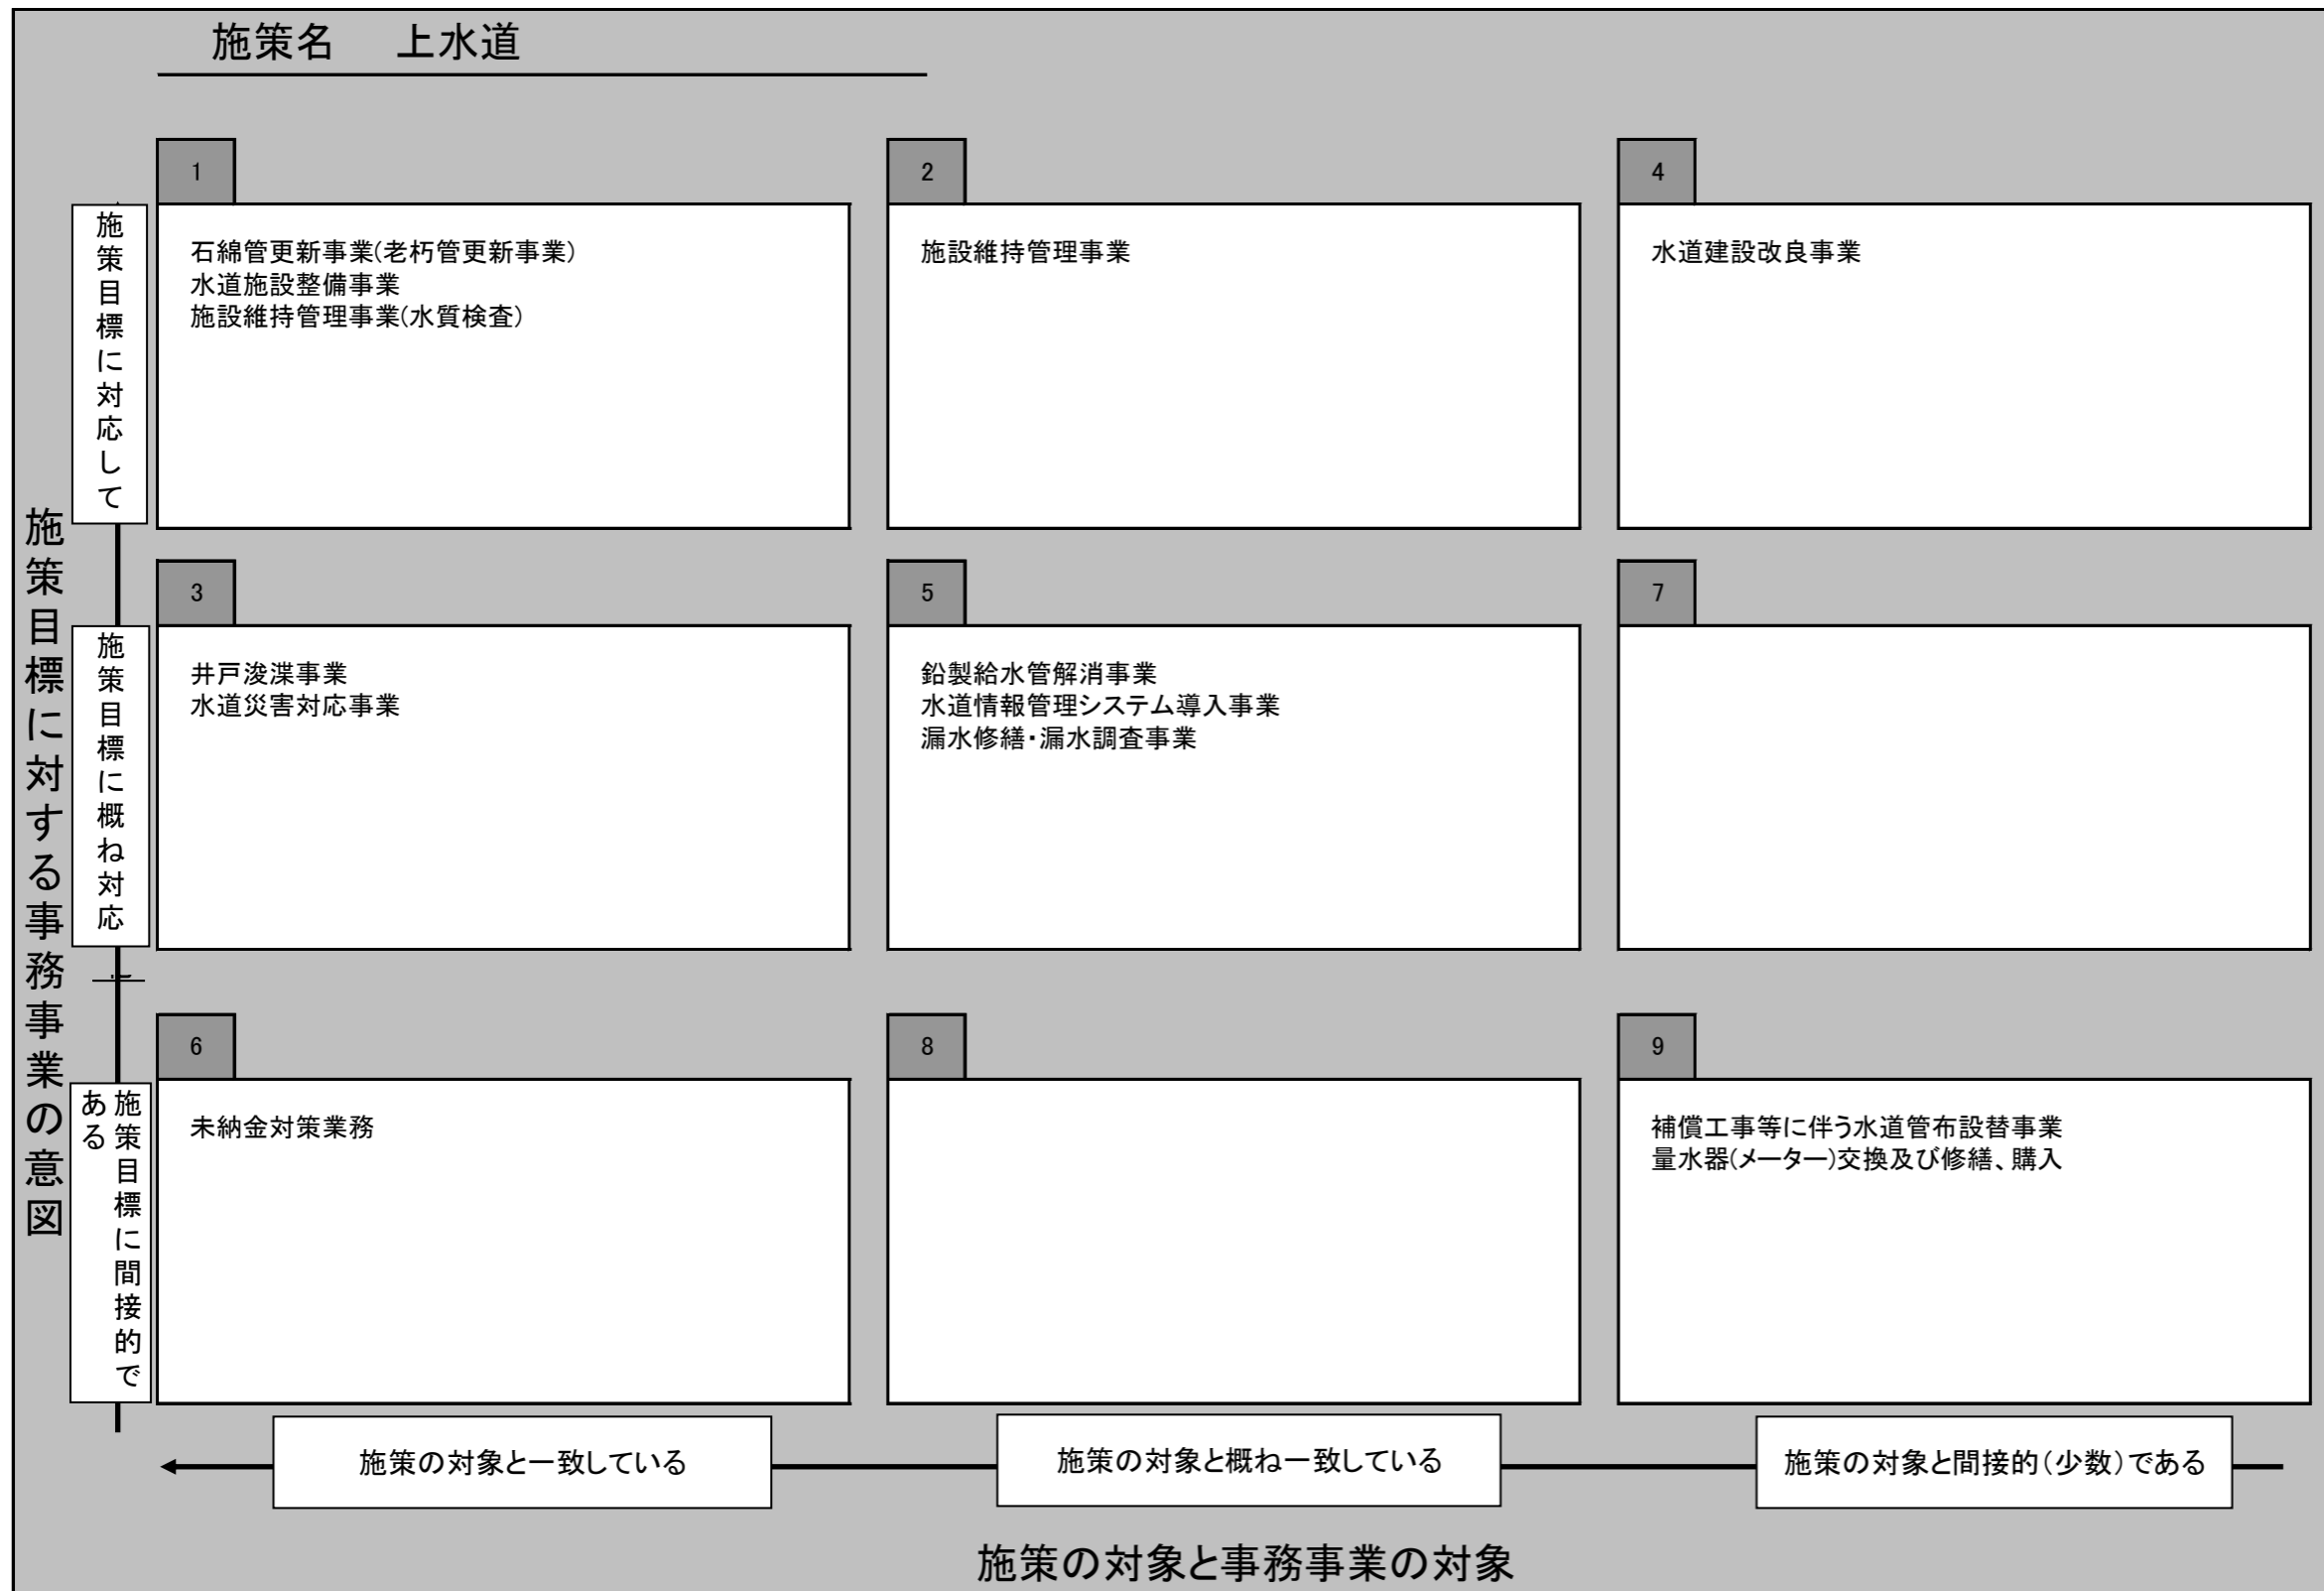 施策名　上水道
1
2
4
施策目標に対応して
石綿管更新事業(老朽管更新事業)
水道施設整備事業
施設維持管理事業(水質検査)
施設維持管理事業
水道建設改良事業
施策目標に対する事務事業の意図
3
5
7
施策目標に概ね対応
井戸浚渫事業
水道災害対応事業
鉛製給水管解消事業
水道情報管理システム導入事業
漏水修繕・漏水調査事業
6
8
9
施策目標に間接的で
ある
未納金対策業務
補償工事等に伴う水道管布設替事業
量水器(メーター)交換及び修繕、購入
施策の対象と一致している
施策の対象と概ね一致している
施策の対象と間接的(少数)である
施策の対象と事務事業の対象